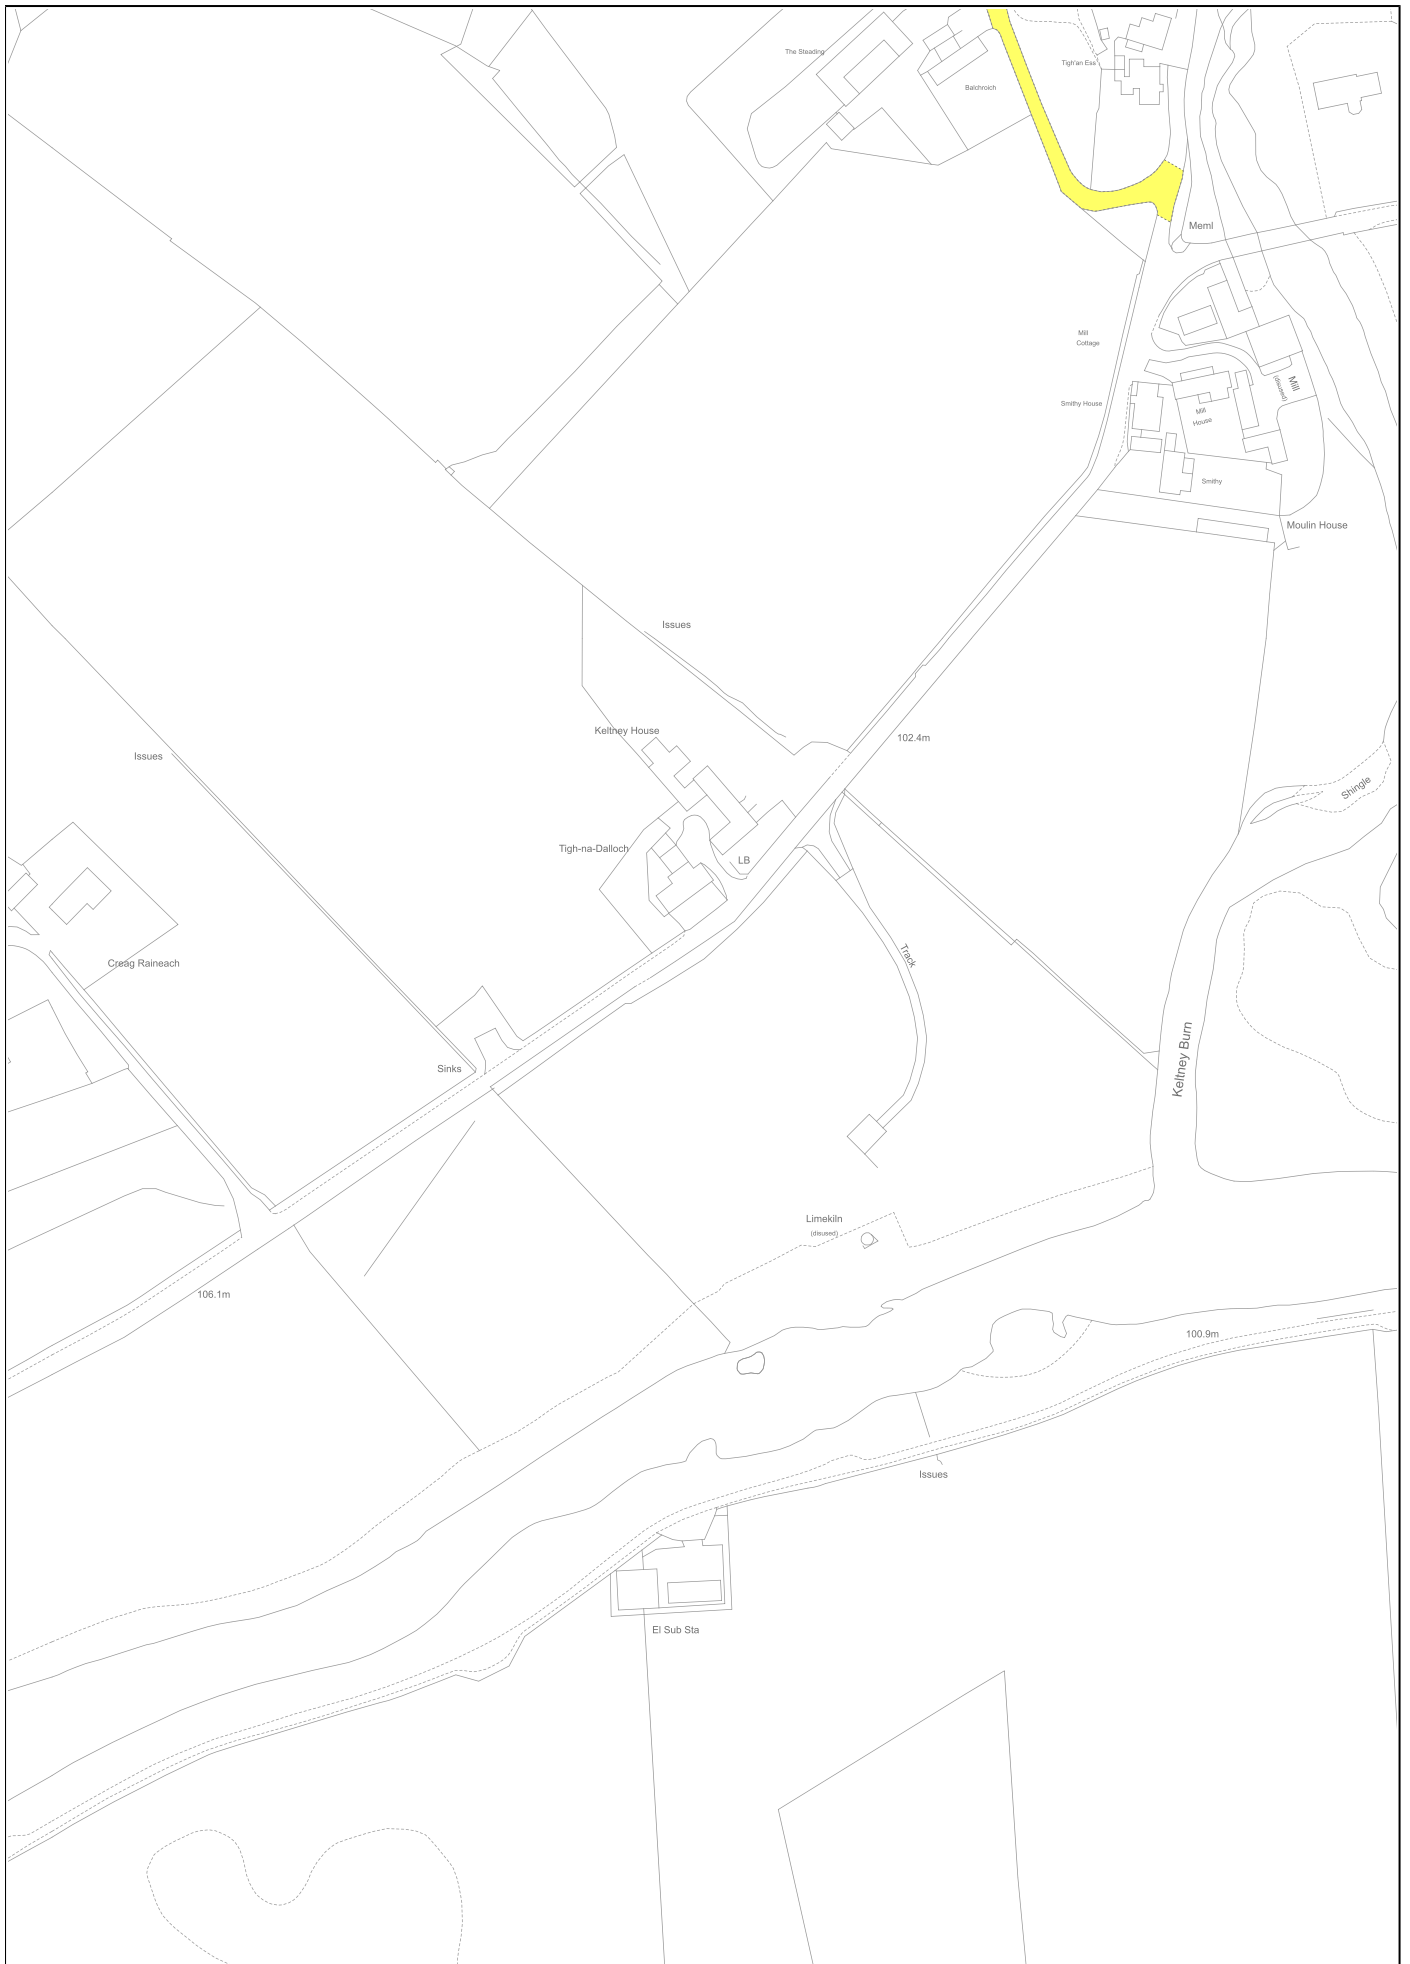 The Steading
Balchroich
Tigh'an Ess
Meml
Mill
Cottage
Smithy House
Mill
(disused)
Mill
House
Smithy
Moulin House
Issues
Keltney House
102.4m
Issues
Shingle
Tigh-na-Dalloch
LB
Creag Raineach
Track
Sinks
Keltney Burn
Limekiln
(disused)
106.1m
100.9m
Issues
El Sub Sta